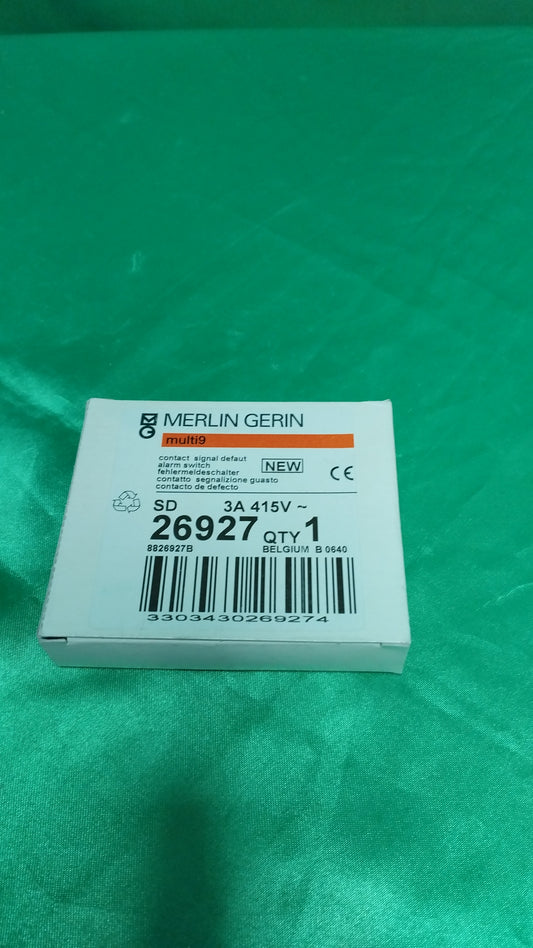 MERLIN GERIN
multi9
contact signal defaut
alarm switch
fehlermeldeschalter
contatto segnalizione guasto
contacto de defecto
NEW
CE
SD 3A 415V ~
26927 QTY 1
8826927B BELGIUM B 0640
3303430269274